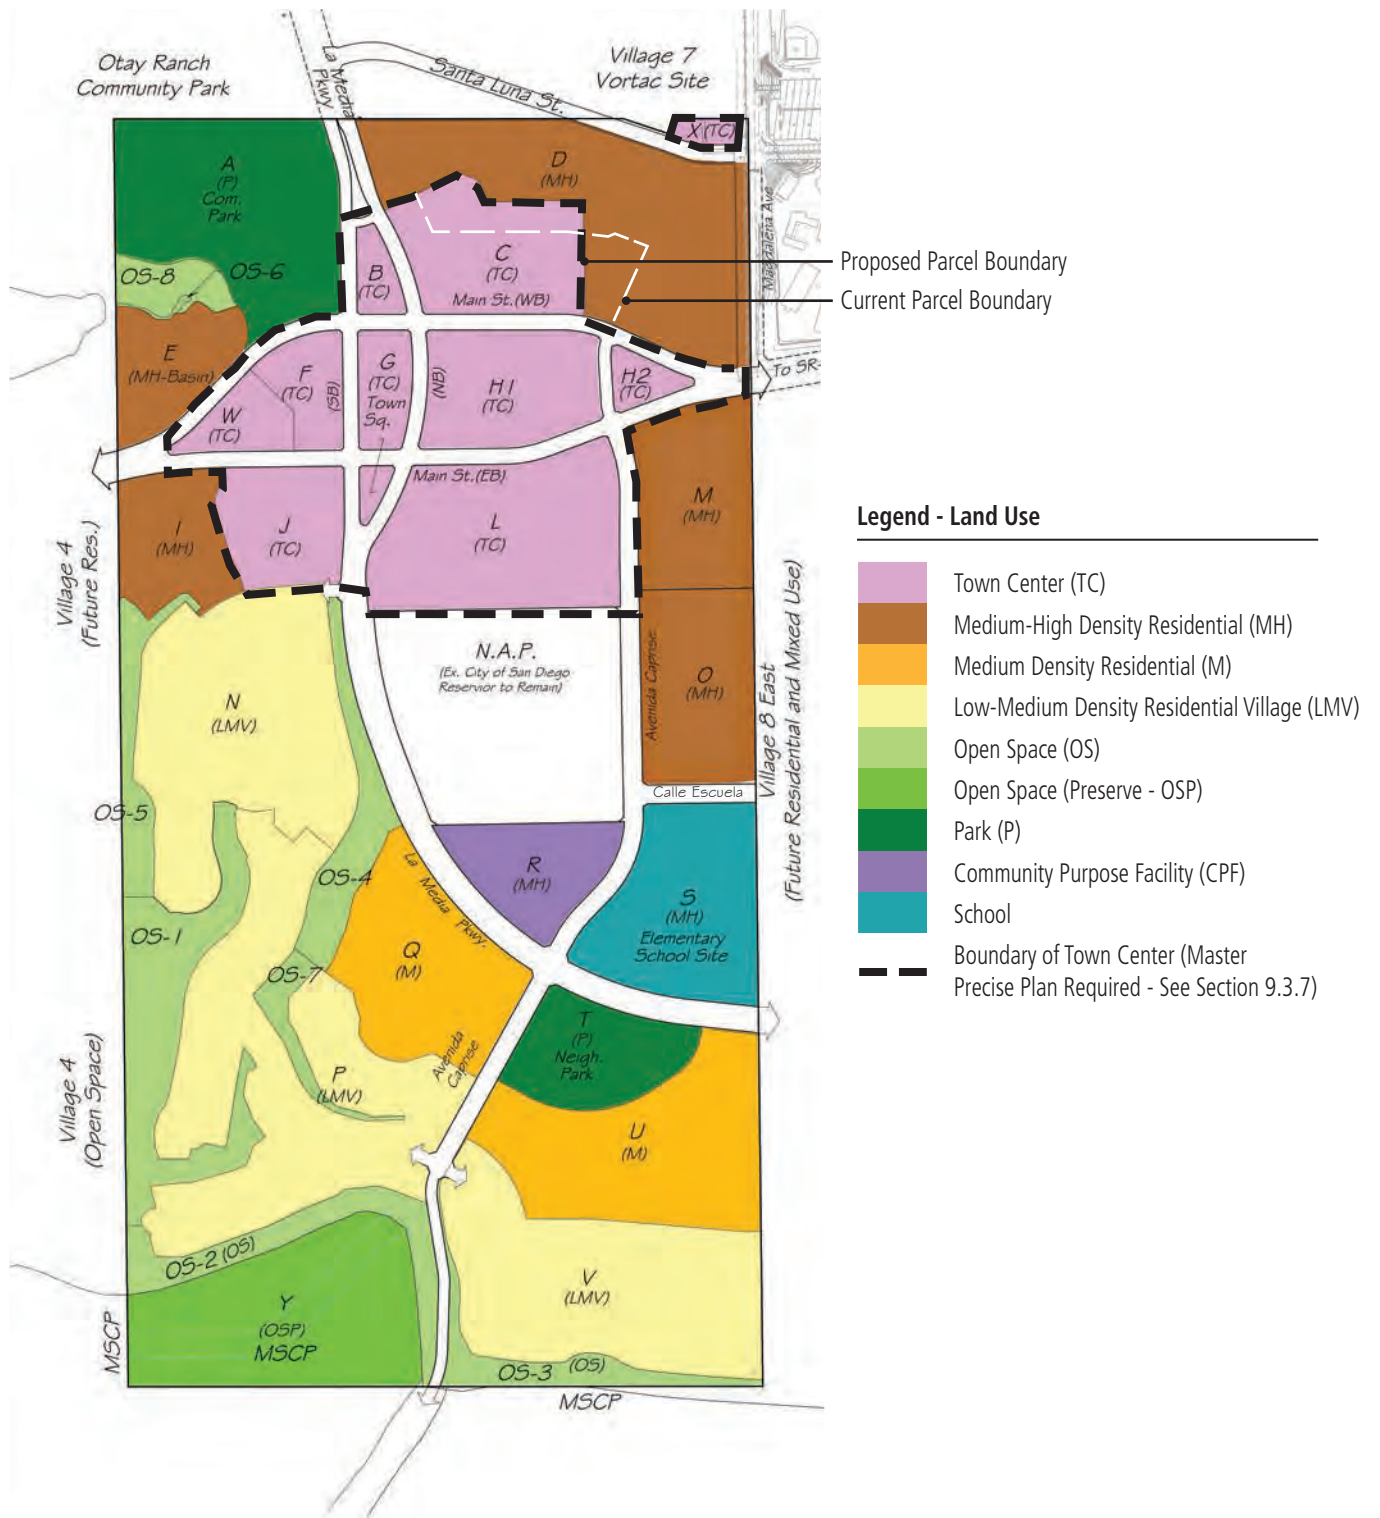 Otay Ranch
Community Park
La Media
Pkwy.
Santa Luna St.
Village 7
Vortac Site
X (TC)
A
(P)
Com.
Park
D
(MH)
Magdalena Ave
OS-8
OS-6
B
(TC)
C
(TC)
Main St.(WB)
Proposed Parcel Boundary
Current Parcel Boundary
E
(MH-Basin)
F
(TC)
(SB)
G
(TC)
Town
Sq.
(NB)
H1
(TC)
H2
(TC)
To SR-
W
(TC)
Main St.(EB)
I
(MH)
J
(TC)
L
(TC)
M
(MH)
Village 4
(Future Res.)
Legend - Land Use
Town Center (TC)
Medium-High Density Residential (MH)
Medium Density Residential (M)
Low-Medium Density Residential Village (LMV)
Open Space (OS)
Open Space (Preserve - OSP)
Park (P)
Community Purpose Facility (CPF)
School
Boundary of Town Center (Master
Precise Plan Required - See Section 9.3.7)
N.A.P.
(Ex. City of San Diego
Reservior to Remain)
Avenida Caprise
O
(MH)
Village 8 East
(Future Residential and Mixed Use)
N
(LMV)
Calle Escuela
OS-5
OS-4
La Media Pkwy.
R
(MH)
S
(MH)
Elementary
School Site
OS-1
OS-7
Q
(M)
T
(P)
Neigh.
Park
Avenida
Caprise
P
(LMV)
Village 4
(Open Space)
U
(M)
OS-2 (OS)
V
(LMV)
Y
(OSP)
MSCP
MSCP
OS-3 (OS)
MSCP